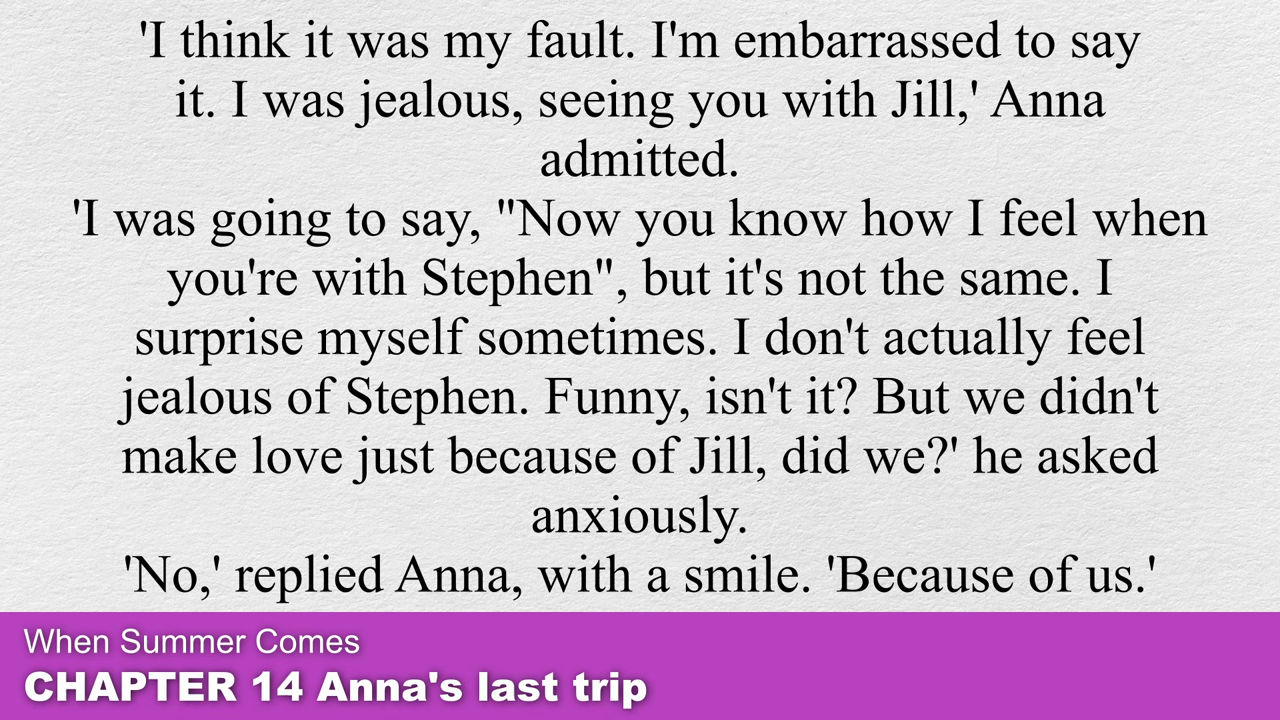 'I think it was my fault. I'm embarrassed to say
it. I was jealous, seeing you with Jill,' Anna
admitted.
'I was going to say, "Now you know how I feel when
you're with Stephen", but it's not the same. I
surprise myself sometimes. I don't actually feel
jealous of Stephen. Funny, isn't it? But we didn't
make love just because of Jill, did we?' he asked
anxiously.
'No,' replied Anna, with a smile. 'Because of us.'
When Summer Comes
CHAPTER 14 Anna's last trip